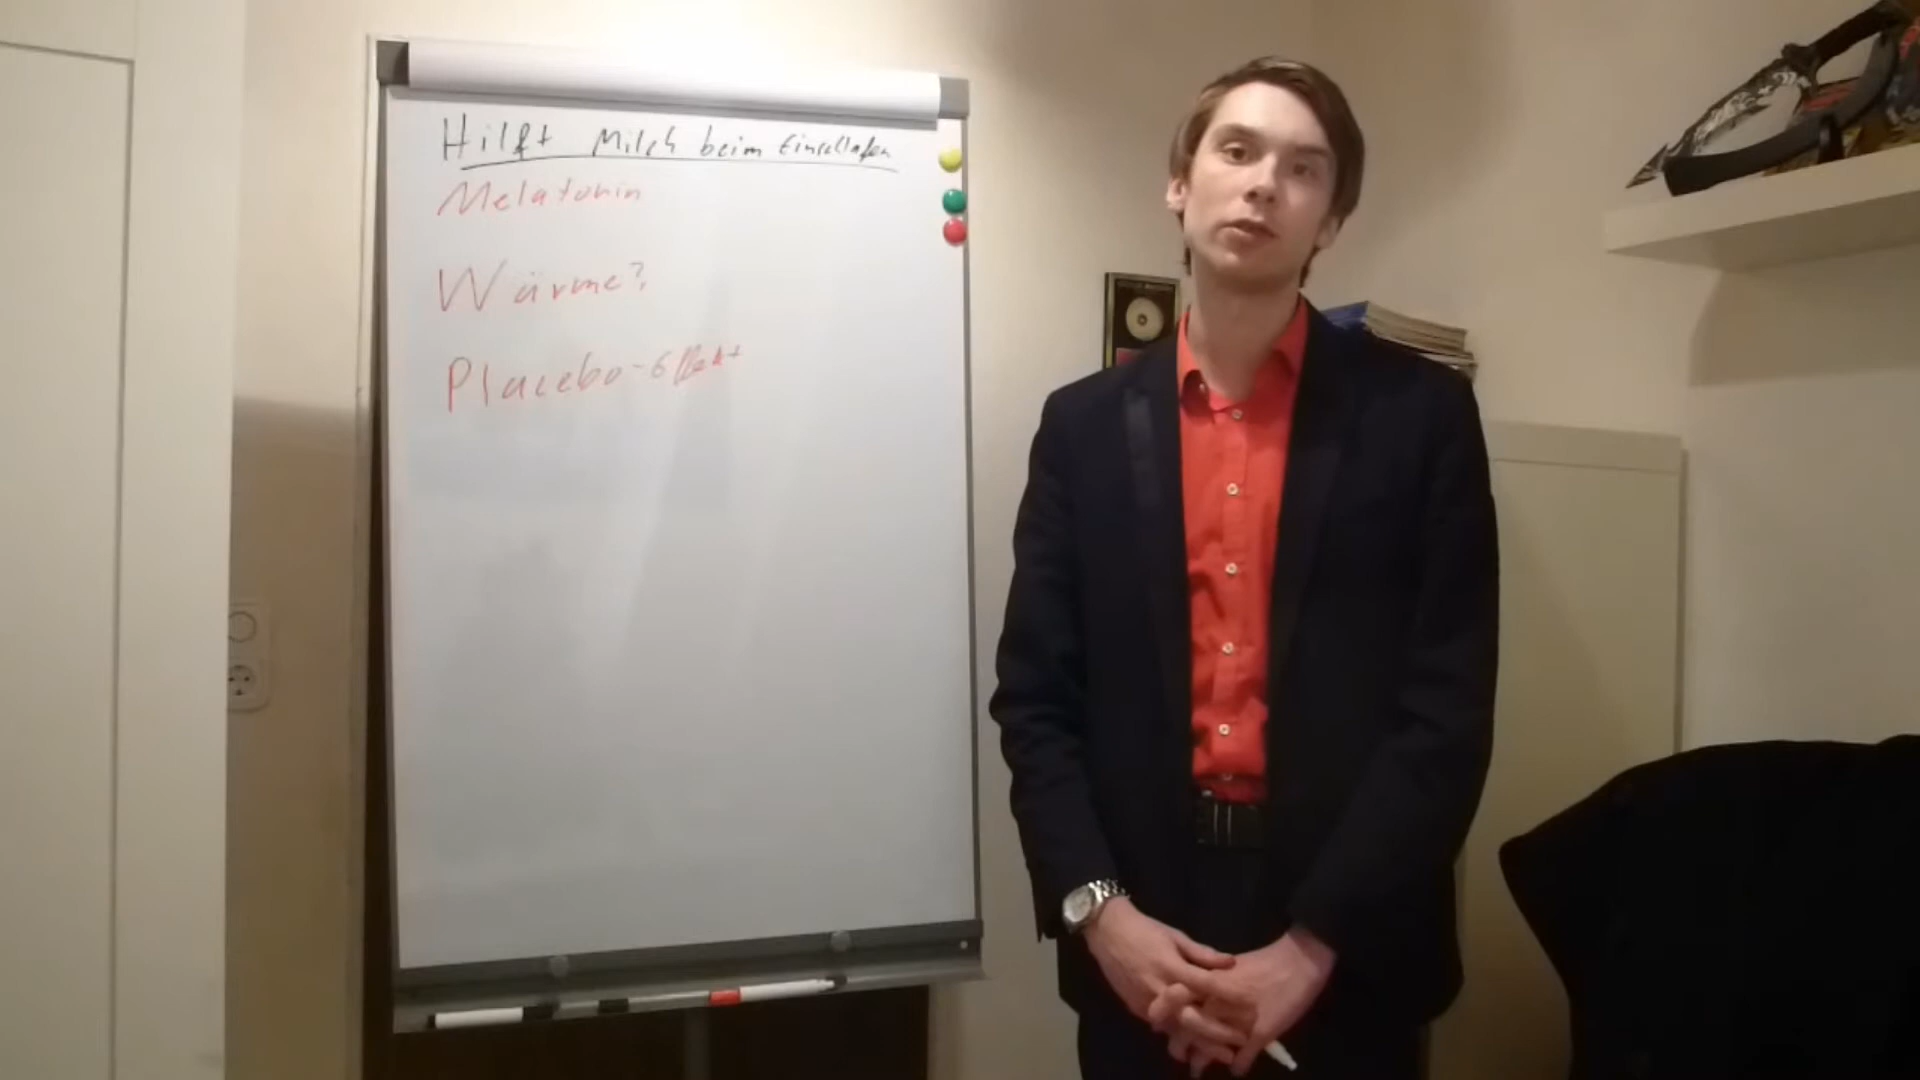 Hilft Milch beim Einschlafen
Melatonin
Wärme?
Placebo-Effekt